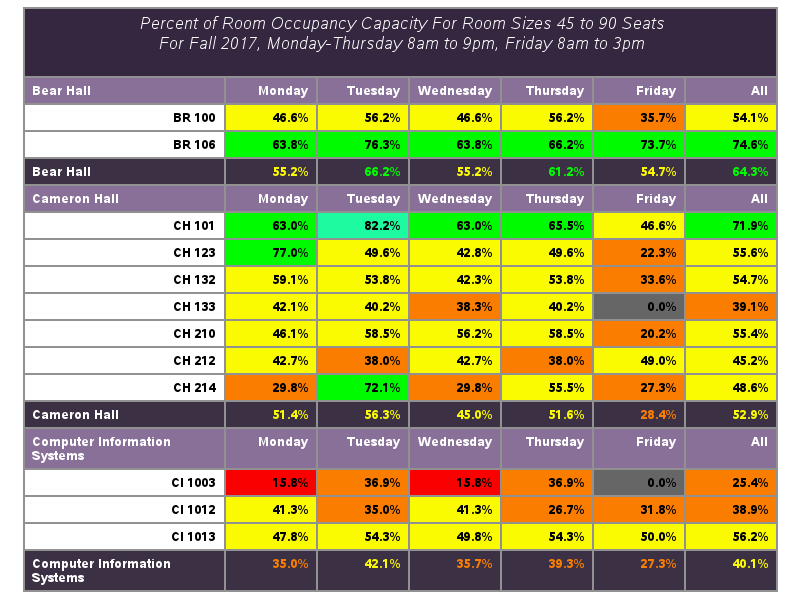 Percent of Room Occupancy Capacity For Room Sizes 45 to 90 Seats
For Fall 2017, Monday-Thursday 8am to 9pm, Friday 8am to 3pm
Bear Hall Monday Tuesday Wednesday Thursday Friday All
BR 100 46.6% 56.2% 46.6% 56.2% 35.7% 54.1%
BR 106 63.8% 76.3% 63.8% 66.2% 73.7% 74.6%
Bear Hall 55.2% 66.2% 55.2% 61.2% 54.7% 64.3%
Cameron Hall Monday Tuesday Wednesday Thursday Friday All
CH 101 63.0% 82.2% 63.0% 65.5% 46.6% 71.9%
CH 123 77.0% 49.6% 42.8% 49.6% 22.3% 55.6%
CH 132 59.1% 53.8% 42.3% 53.8% 33.6% 54.7%
CH 133 42.1% 40.2% 38.3% 40.2% 0.0% 39.1%
CH 210 46.1% 58.5% 56.2% 58.5% 20.2% 55.4%
CH 212 42.7% 38.0% 42.7% 38.0% 49.0% 45.2%
CH 214 29.8% 72.1% 29.8% 55.5% 27.3% 48.6%
Cameron Hall 51.4% 56.3% 45.0% 51.6% 28.4% 52.9%
Computer Information Monday Tuesday Wednesday Thursday Friday All
Systems
CI 1003 15.8% 36.9% 15.8% 36.9% 0.0% 25.4%
CI 1012 41.3% 35.0% 41.3% 26.7% 31.8% 38.9%
CI 1013 47.8% 54.3% 49.8% 54.3% 50.0% 56.2%
Computer Information 35.0% 42.1% 35.7% 39.3% 27.3% 40.1%
Systems